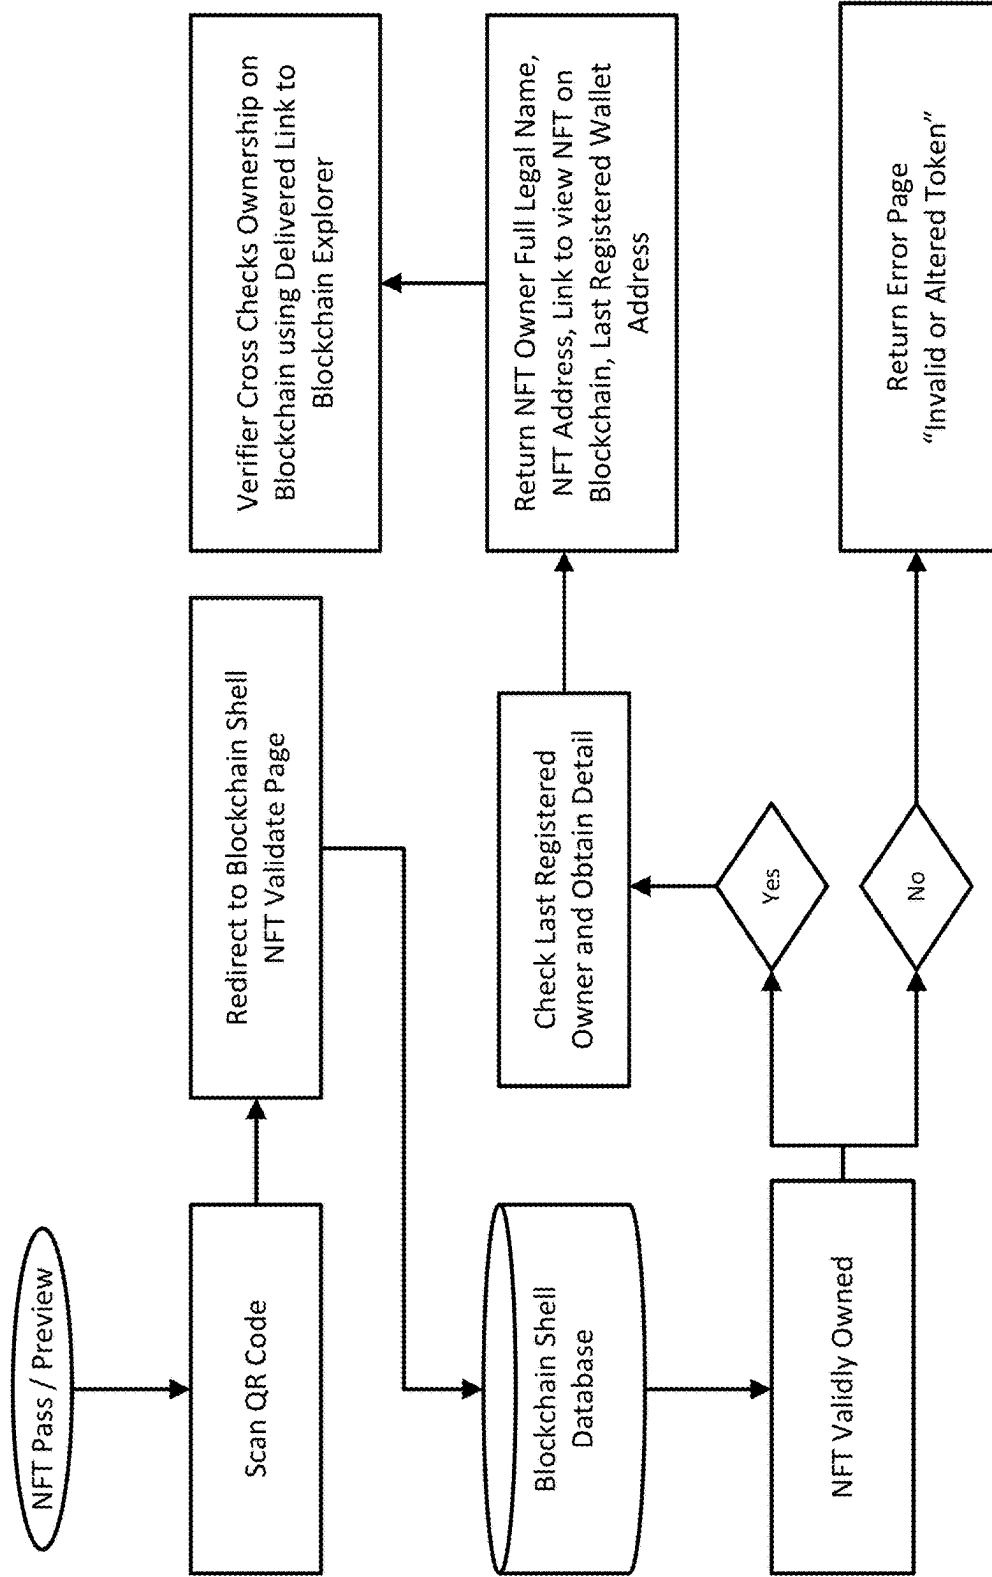 NFT Pass / Preview
Scan QR Code
Redirect to Blockchain Shell
NFT Validate Page
Blockchain Shell
Database
NFT Validly Owned
Yes
No
Check Last Registered
Owner and Obtain Detail
Return NFT Owner Full Legal Name,
NFT Address, Link to view NFT on
Blockchain, Last Registered Wallet
Address
Verifier Cross Checks Ownership on
Blockchain using Delivered Link to
Blockchain Explorer
Return Error Page
“Invalid or Altered Token”